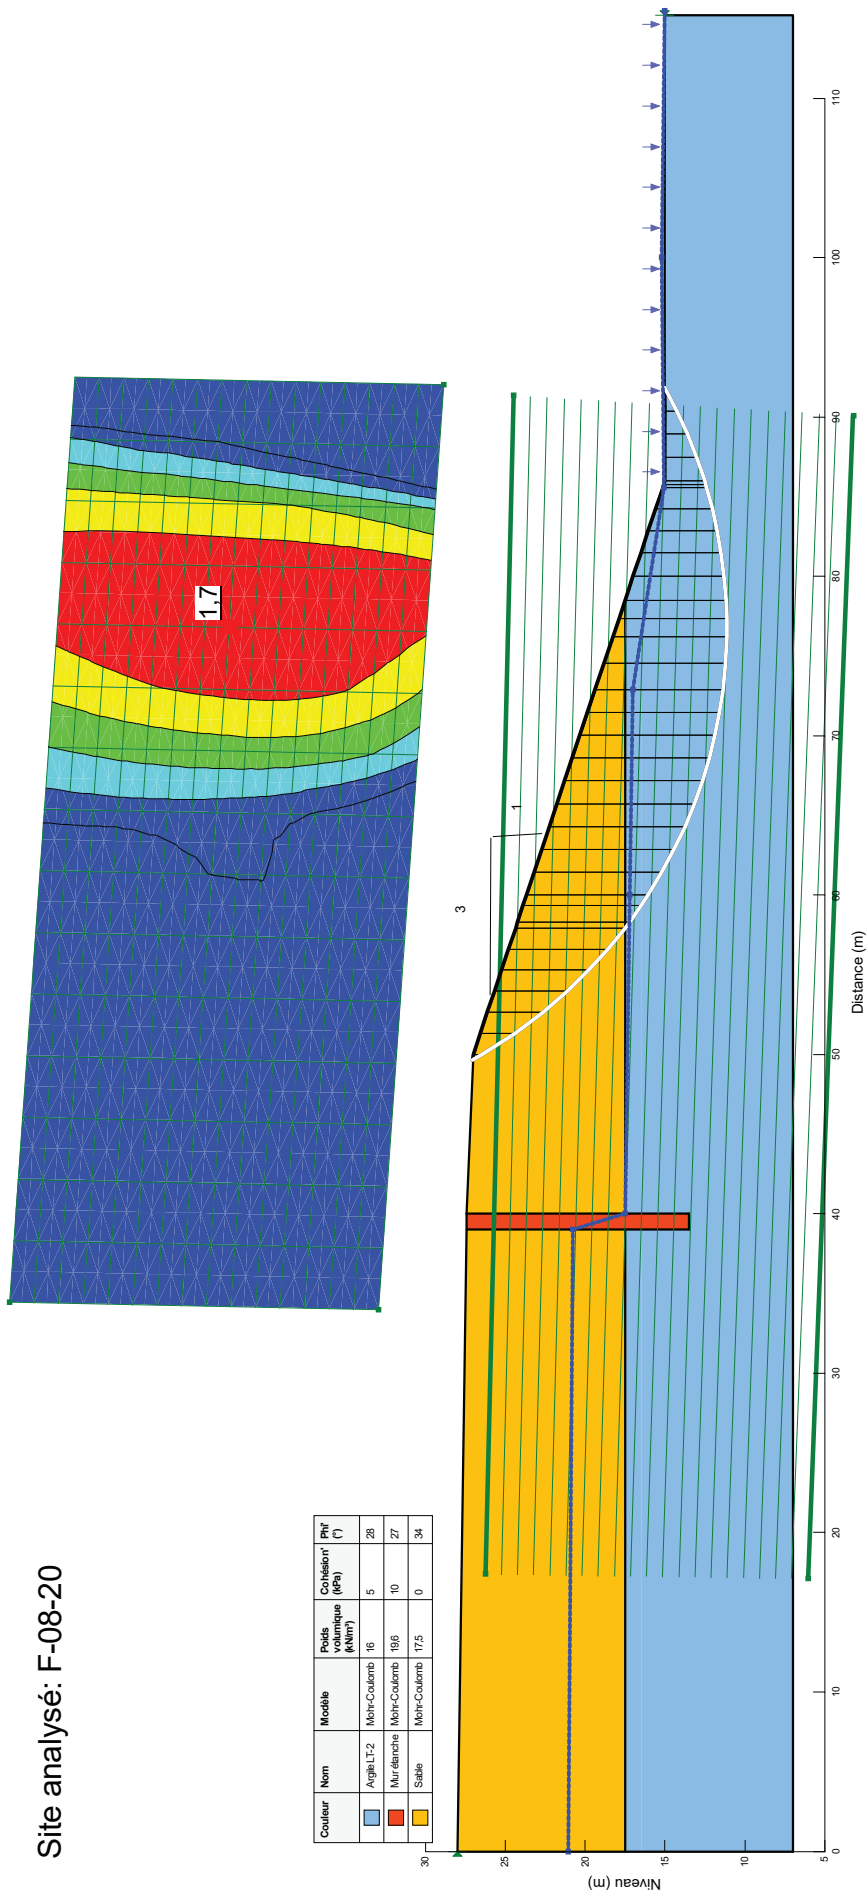 Site analysé: F-08-20
Couleur Nom Modèle Poids volumique (kN/m³) Cohésion' (kPa) Phi' (°)
Argile LT-2 Mohr-Coulomb 16 5 28
Mur étanche Mohr-Coulomb 19,6 10 27
Sable Mohr-Coulomb 17,5 0 34
1,7
3
1
Niveau (m)
30
25
20
15
10
5
0 10 20 30 40 50 60 70 80 90 100 110
Distance (m)